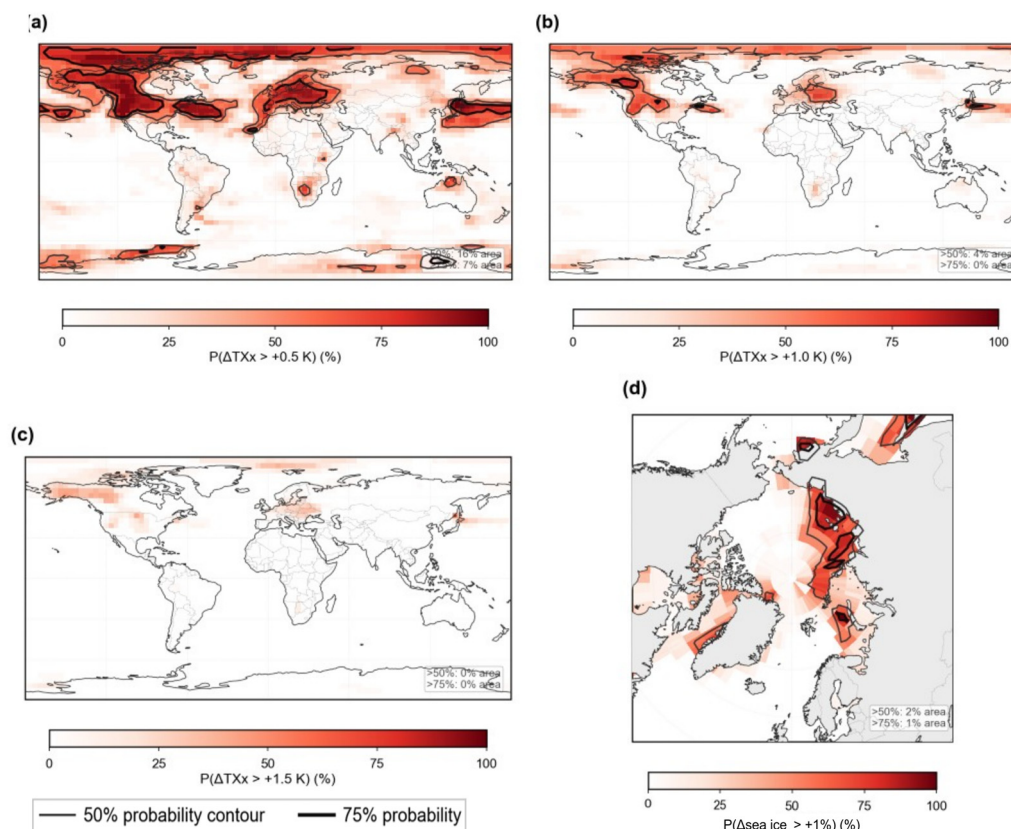 (a)
(b)
16% area
7% area
>50%: 4% area
>75%: 0% area
0 25 50 75 100
P(ΔTXx > +0.5 K) (%)
0 25 50 75 100
P(ΔTXx > +1.0 K) (%)
(c)
(d)
>50%: 0% area
>75%: 0% area
>50%: 2% area
>75%: 1% area
0 25 50 75 100
P(ΔTXx > +1.5 K) (%)
0 25 50 75 100
P(Δsea ice > +1%) (%)
50% probability contour 75% probability